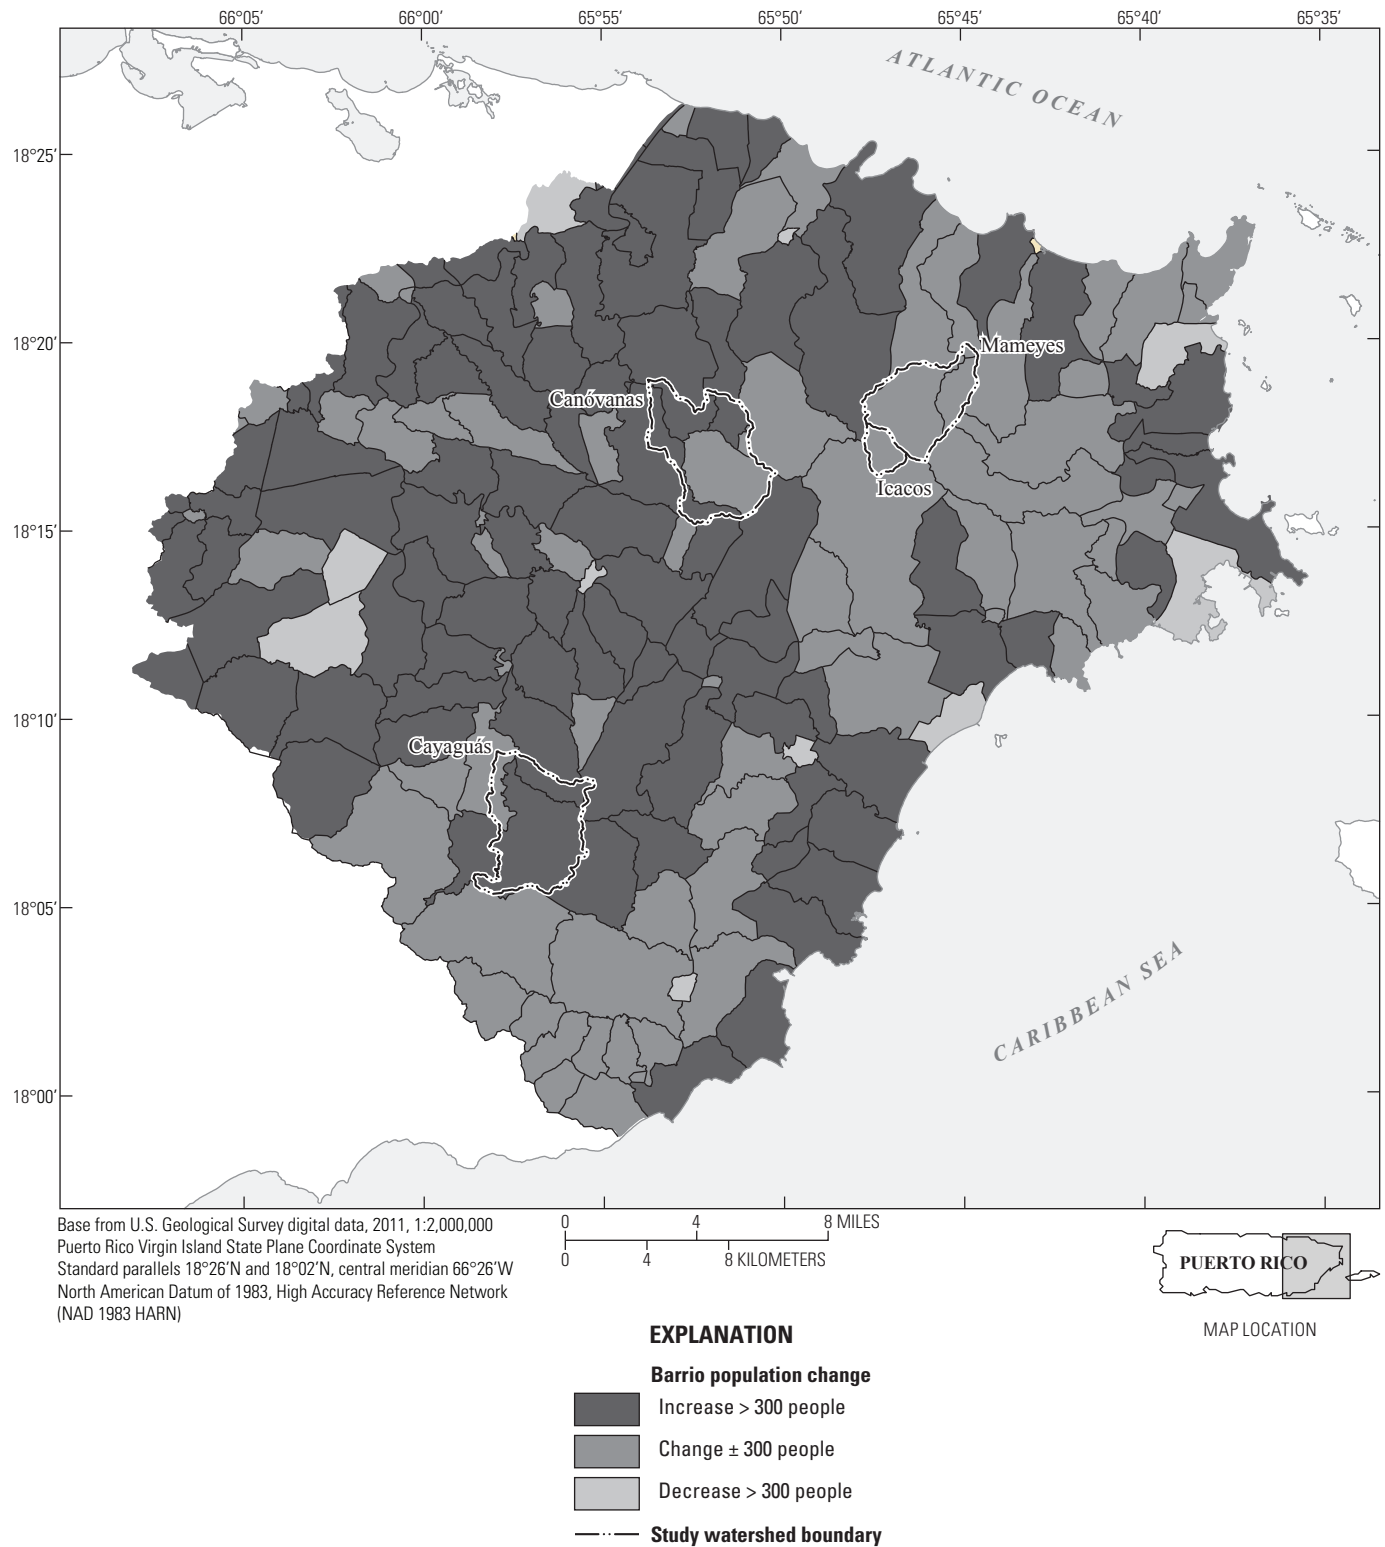 66°05′ 66°00′ 65°55′ 65°50′ 65°45′ 65°40′ 65°35′
ATLANTIC OCEAN
18°25′
18°20′
Mameyes
Canóvanas
Icacos
18°15′
18°10′
Cayaguás
18°05′
CARIBBEAN SEA
18°00′
Base from U.S. Geological Survey digital data, 2011, 1:2,000,000
Puerto Rico Virgin Island State Plane Coordinate System
Standard parallels 18°26′N and 18°02′N, central meridian 66°26′W
North American Datum of 1983, High Accuracy Reference Network
(NAD 1983 HARN)
0 4 8 MILES
0 4 8 KILOMETERS
PUERTO RICO
MAP LOCATION
EXPLANATION
Barrio population change
Increase > 300 people
Change ± 300 people
Decrease > 300 people
Study watershed boundary